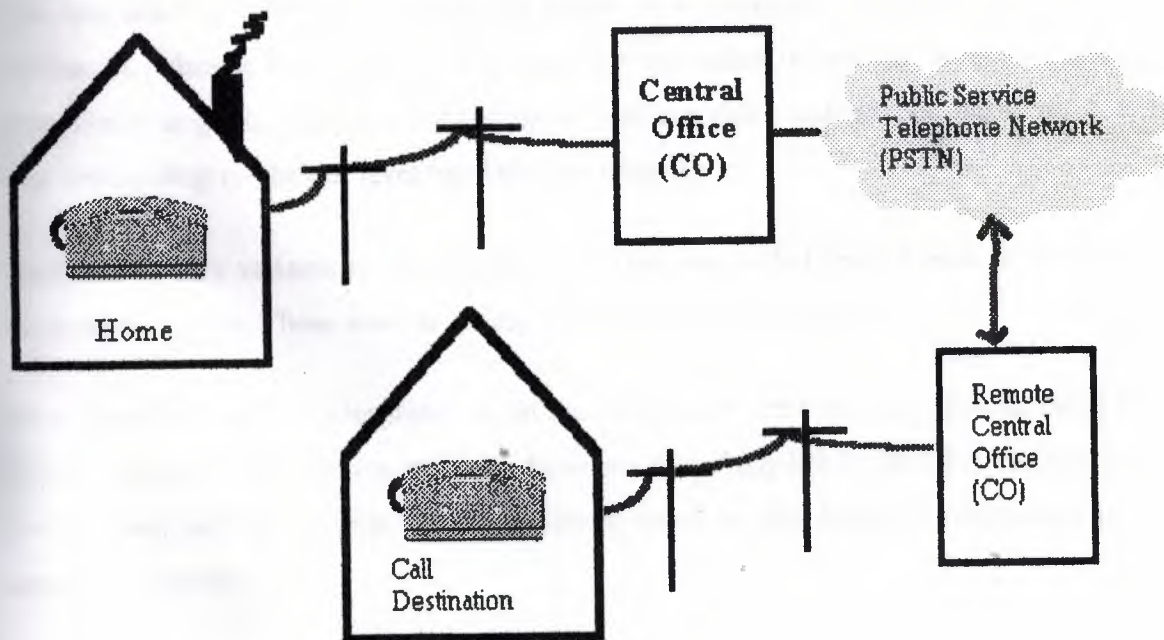 Central
Office
(CO)
Public Service
Telephone Network
(PSTN)
Home
Remote
Central
Office
(CO)
Call
Destination